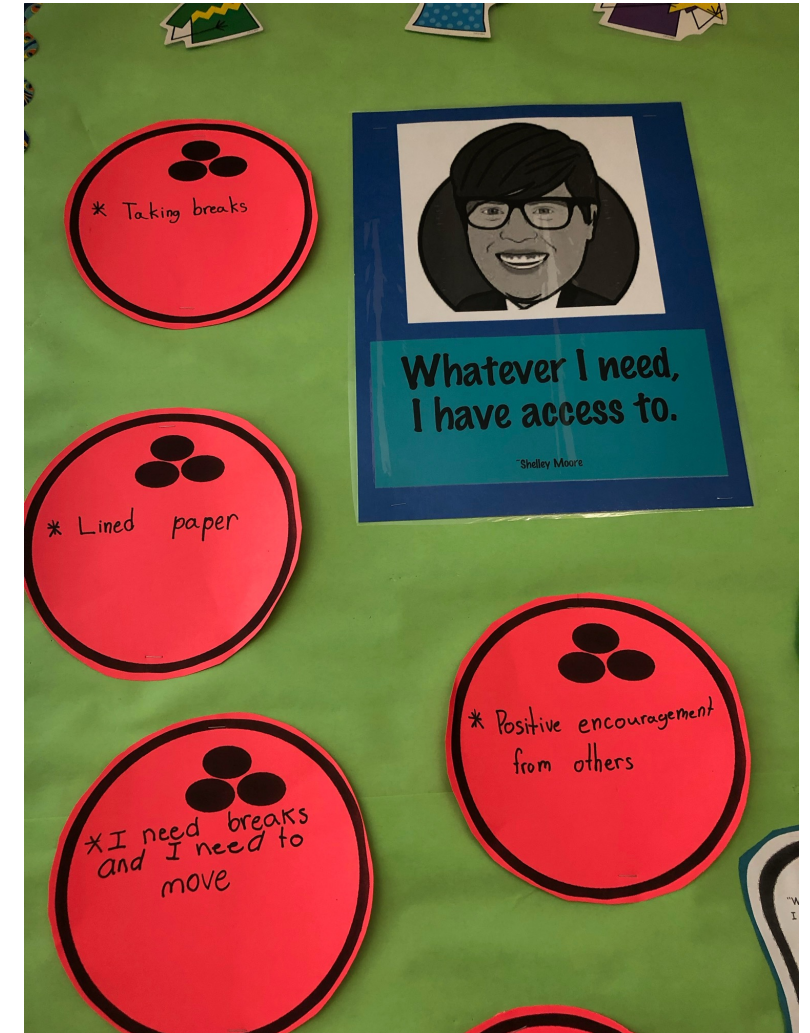 * Taking breaks
Whatever I need,
I have access to.
~Shelley Moore
* Lined paper
* Positive encouragement
from others
* I need breaks
and I need to
move
"W
I